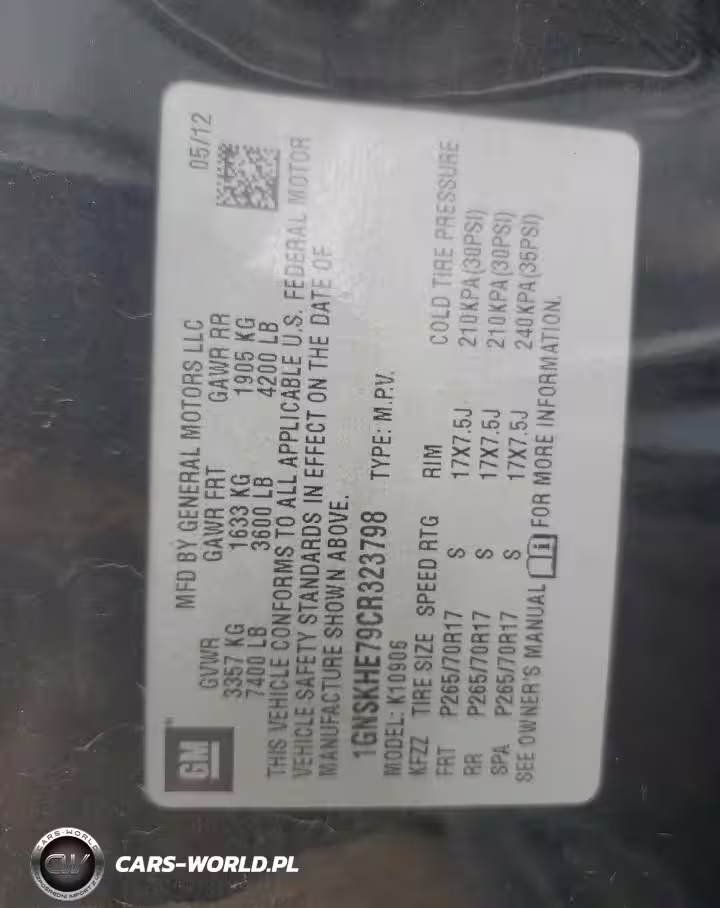 MFD BY GENERAL MOTORS LLC 05/12
GVWR GAWR FRT GAWR RR
3357 KG 1633 KG 1905 KG
7400 LB 3600 LB 4200 LB
THIS VEHICLE CONFORMS TO ALL APPLICABLE U.S. FEDERAL MOTOR
VEHICLE SAFETY STANDARDS IN EFFECT ON THE DATE OF
MANUFACTURE SHOWN ABOVE.
1GNSKHE79CR323798 TYPE: M.P.V.
MODEL: K10906
KFZZ TIRE SIZE SPEED RTG RIM COLD TIRE PRESSURE
FRT P265/70R17 S 17X7.5J 210KPA(30PSI)
RR P265/70R17 S 17X7.5J 210KPA(30PSI)
SPA P265/70R17 S 17X7.5J 240KPA(35PSI)
SEE OWNER'S MANUAL FOR MORE INFORMATION.
GM
CARS-WORLD
CW
CARS-WORLD.PL